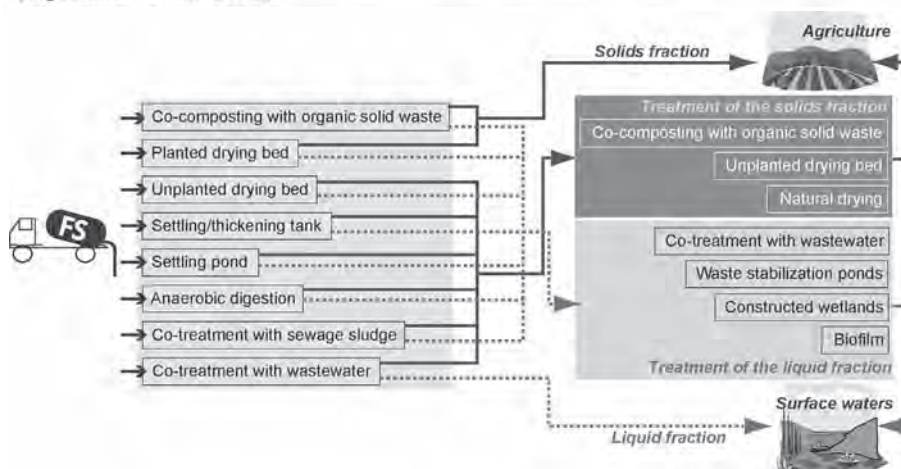 Agriculture
Solids fraction
Treatment of the solids fraction
Co-composting with organic solid waste
Co-composting with organic solid waste
Unplanted drying bed
Planted drying bed
Natural drying
Unplanted drying bed
Settling/thickening tank
FS
Co-treatment with wastewater
Settling pond
Waste stabilization ponds
Anaerobic digestion
Constructed wetlands
Co-treatment with sewage sludge
Biofilm
Co-treatment with wastewater
Treatment of the liquid fraction
Surface waters
Liquid fraction